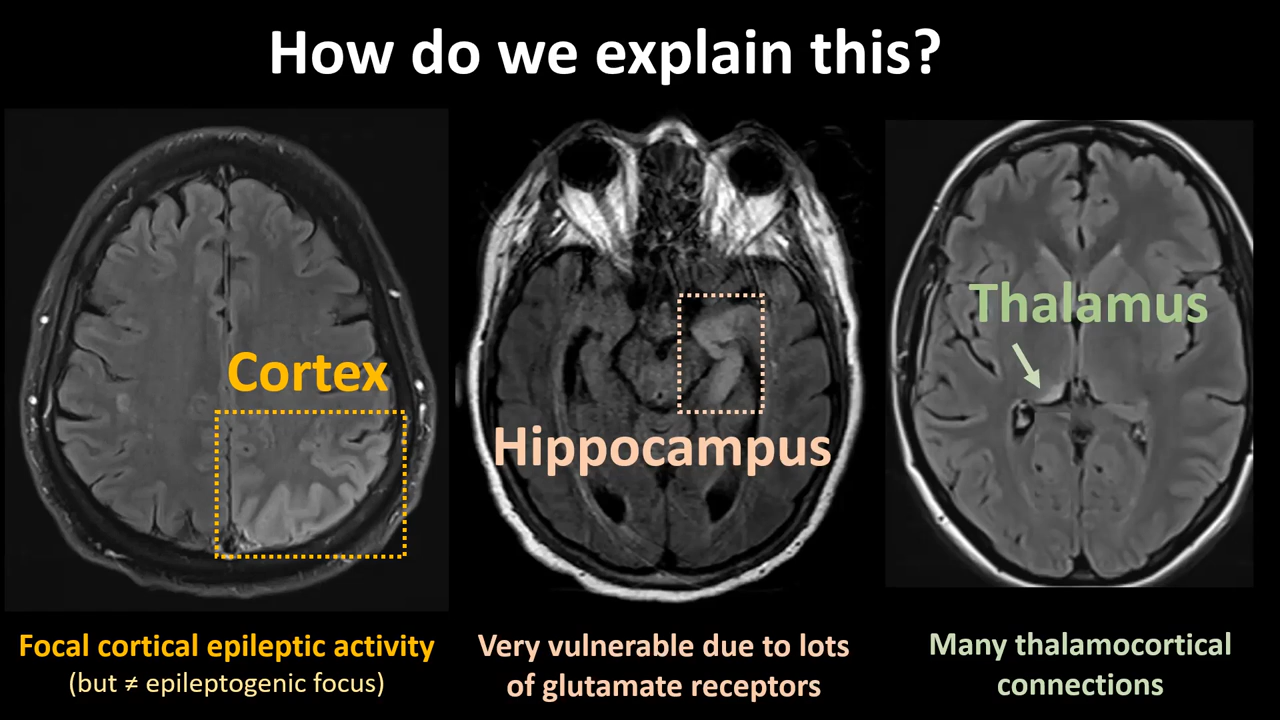 How do we explain this?
Cortex
Hippocampus
Thalamus
Focal cortical epileptic activity
(but ≠ epileptogenic focus)
Very vulnerable due to lots
of glutamate receptors
Many thalamocortical
connections